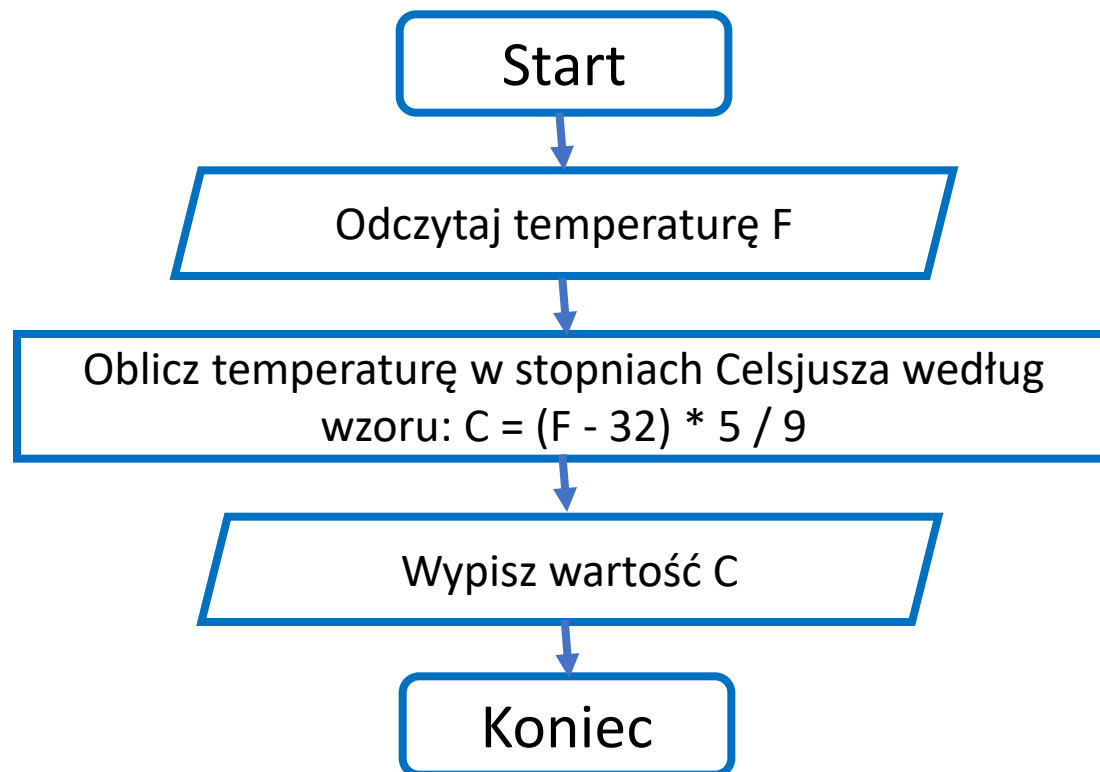 Start
Odczytaj temperaturę F
Oblicz temperaturę w stopniach Celsjusza według
wzoru: C = (F - 32) * 5 / 9
Wypisz wartość C
Koniec